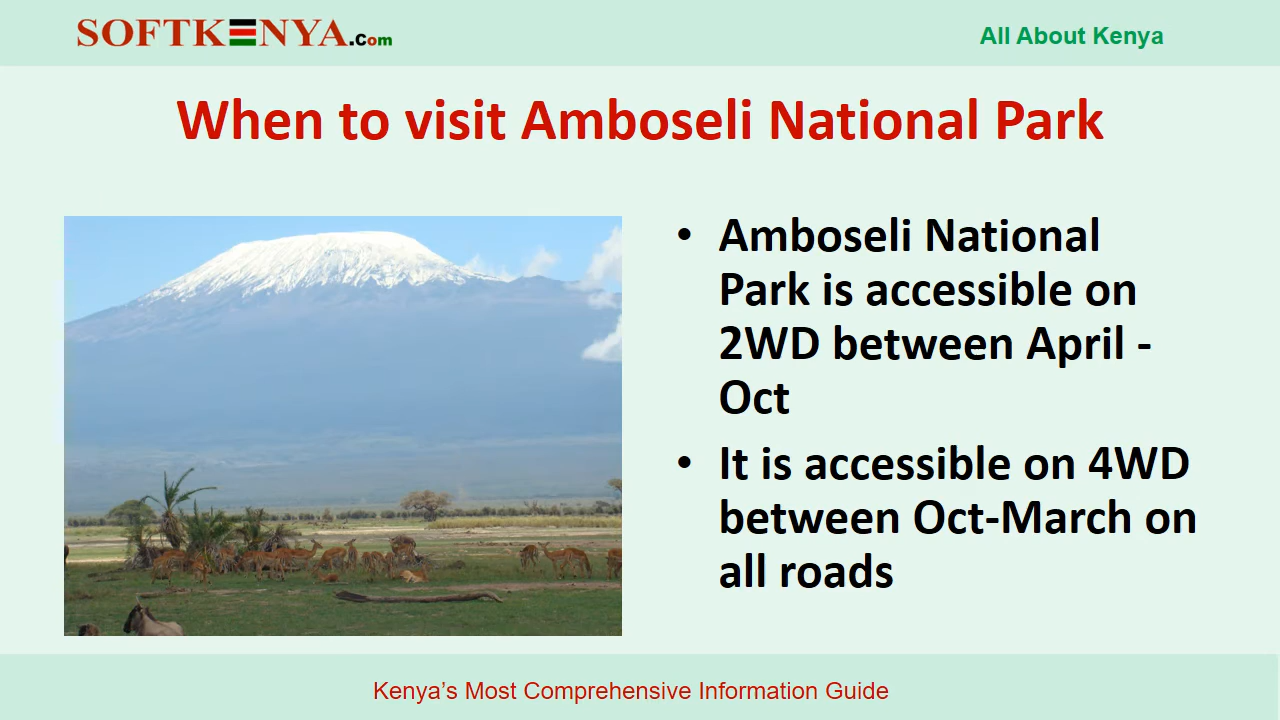 SOFTKENYA.Com
All About Kenya
When to visit Amboseli National Park
• Amboseli National
Park is accessible on
2WD between April -
Oct
• It is accessible on 4WD
between Oct-March on
all roads
Kenya’s Most Comprehensive Information Guide